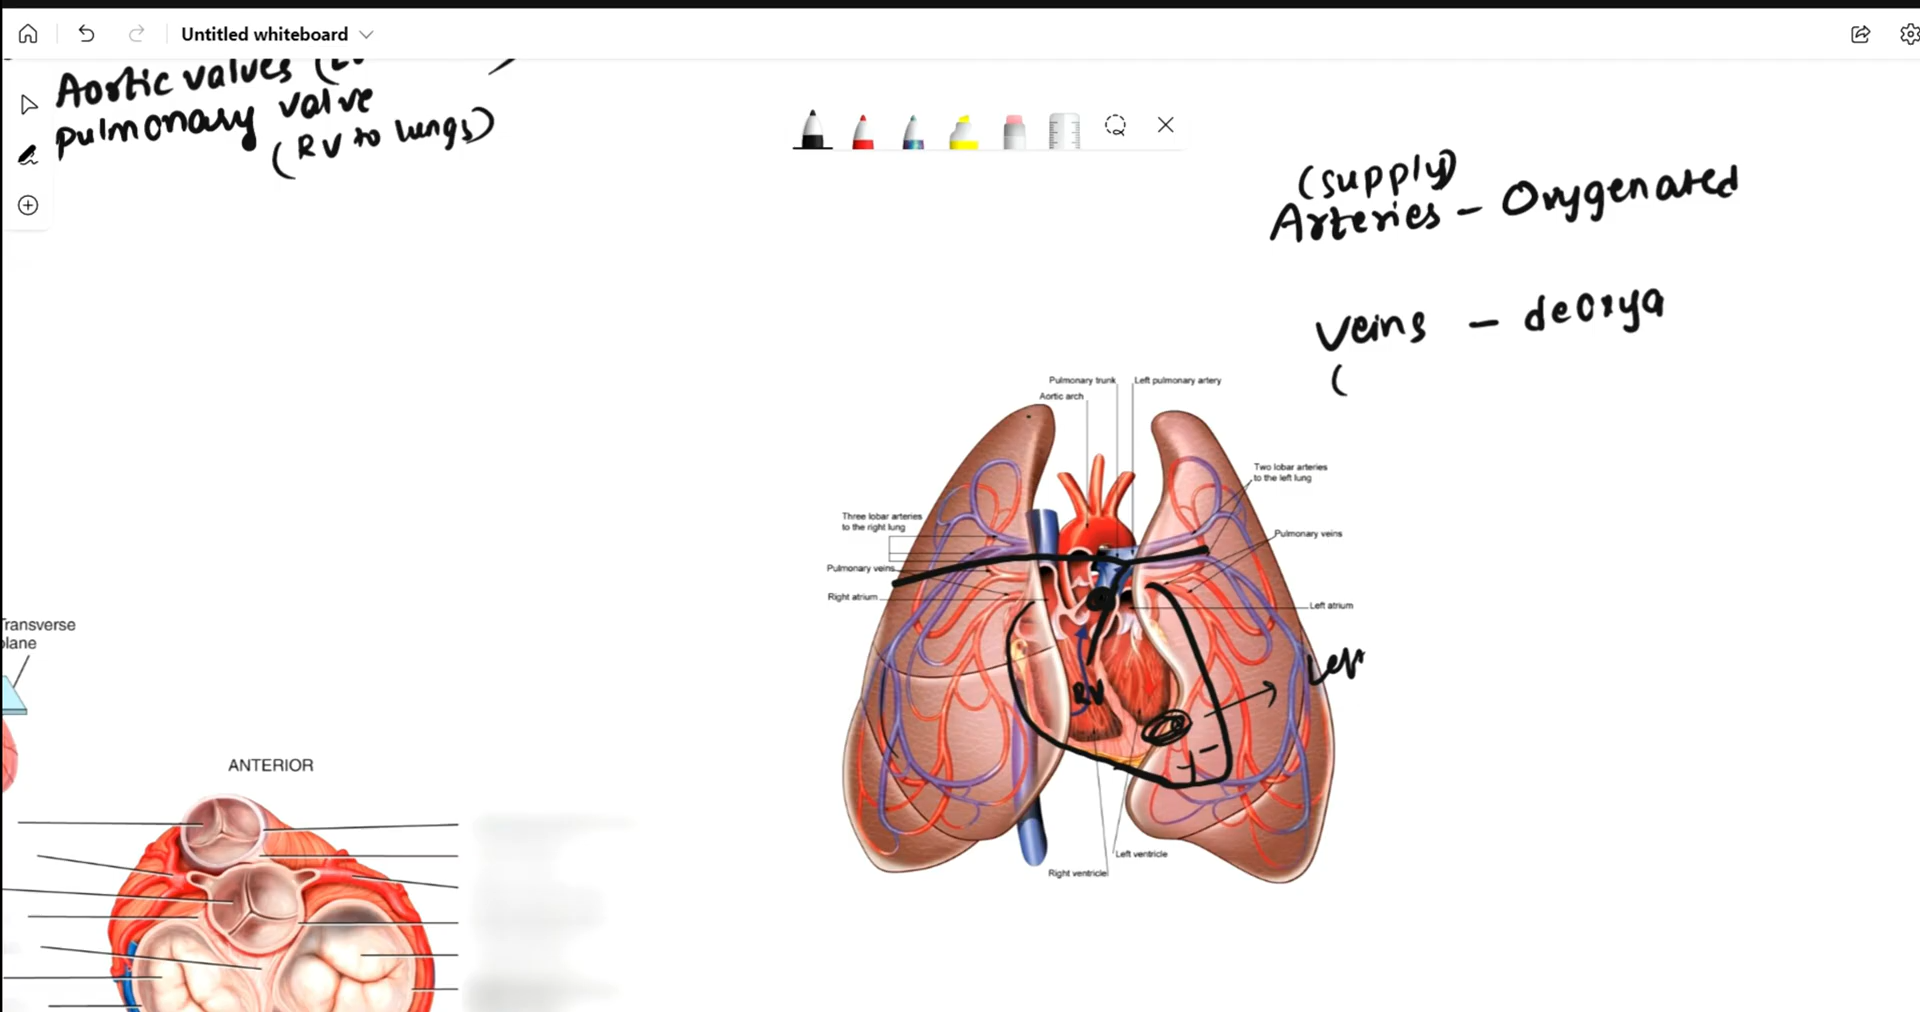 Untitled whiteboard
Aortic valves (
pulmonary valve
(RV to lungs)
(supply)
Arteries - Oxygenated
Veins - deoxya
(
Pulmonary trunk
Left pulmonary artery
Aortic arch
Two lobar arteries
to the left lung
Three lobar arteries
to the right lung
Pulmonary veins
Pulmonary veins
Right atrium
Left atrium
Left
RV
Left ventricle
Right ventricle
Transverse
plane
ANTERIOR